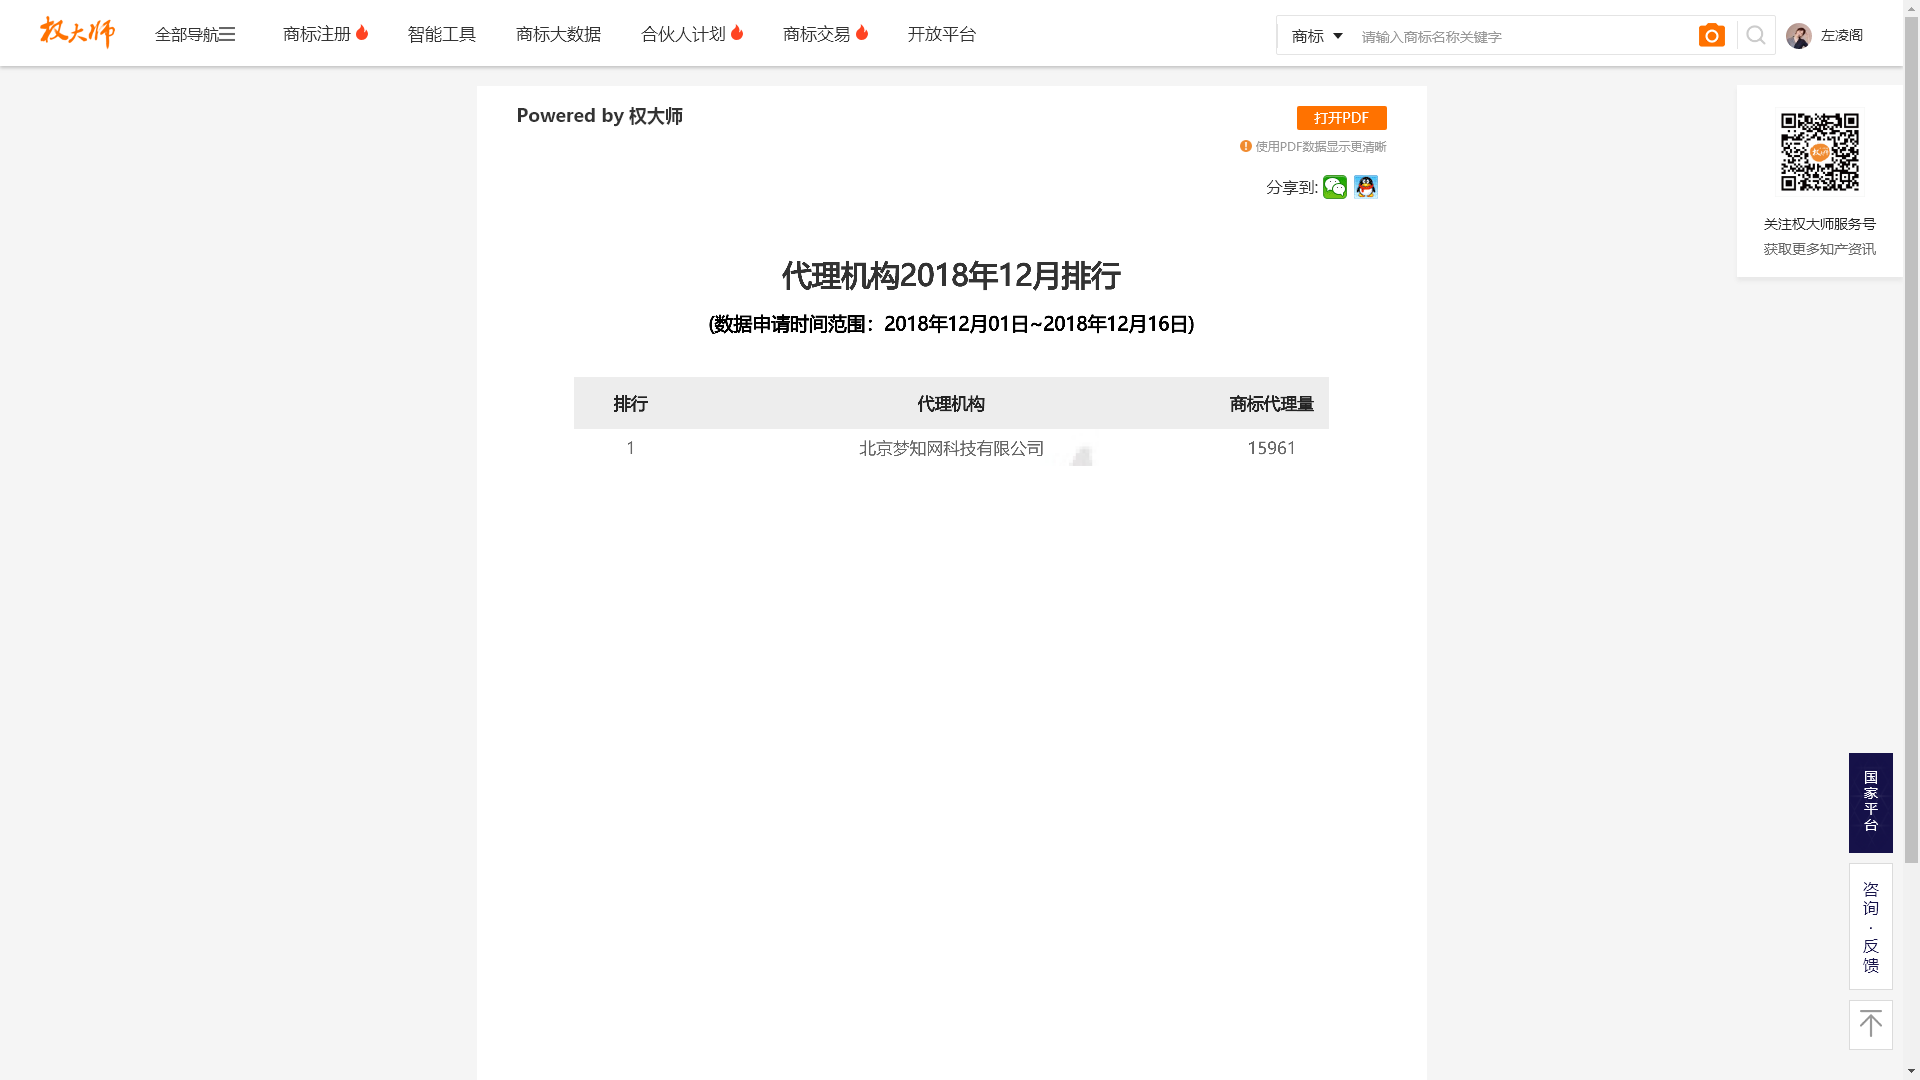 权大师
全部导航
商标注册
智能工具
商标大数据
合伙人计划
商标交易
开放平台
商标
请输入商标名称关键字
左凌阁
Powered by 权大师
打开PDF
使用PDF数据显示更清晰
分享到:
关注权大师服务号
获取更多知产资讯
代理机构2018年12月排行
(数据申请时间范围：2018年12月01日~2018年12月16日)
排行 代理机构 商标代理量
1 北京梦知网科技有限公司 15961
国家平台
咨询·反馈